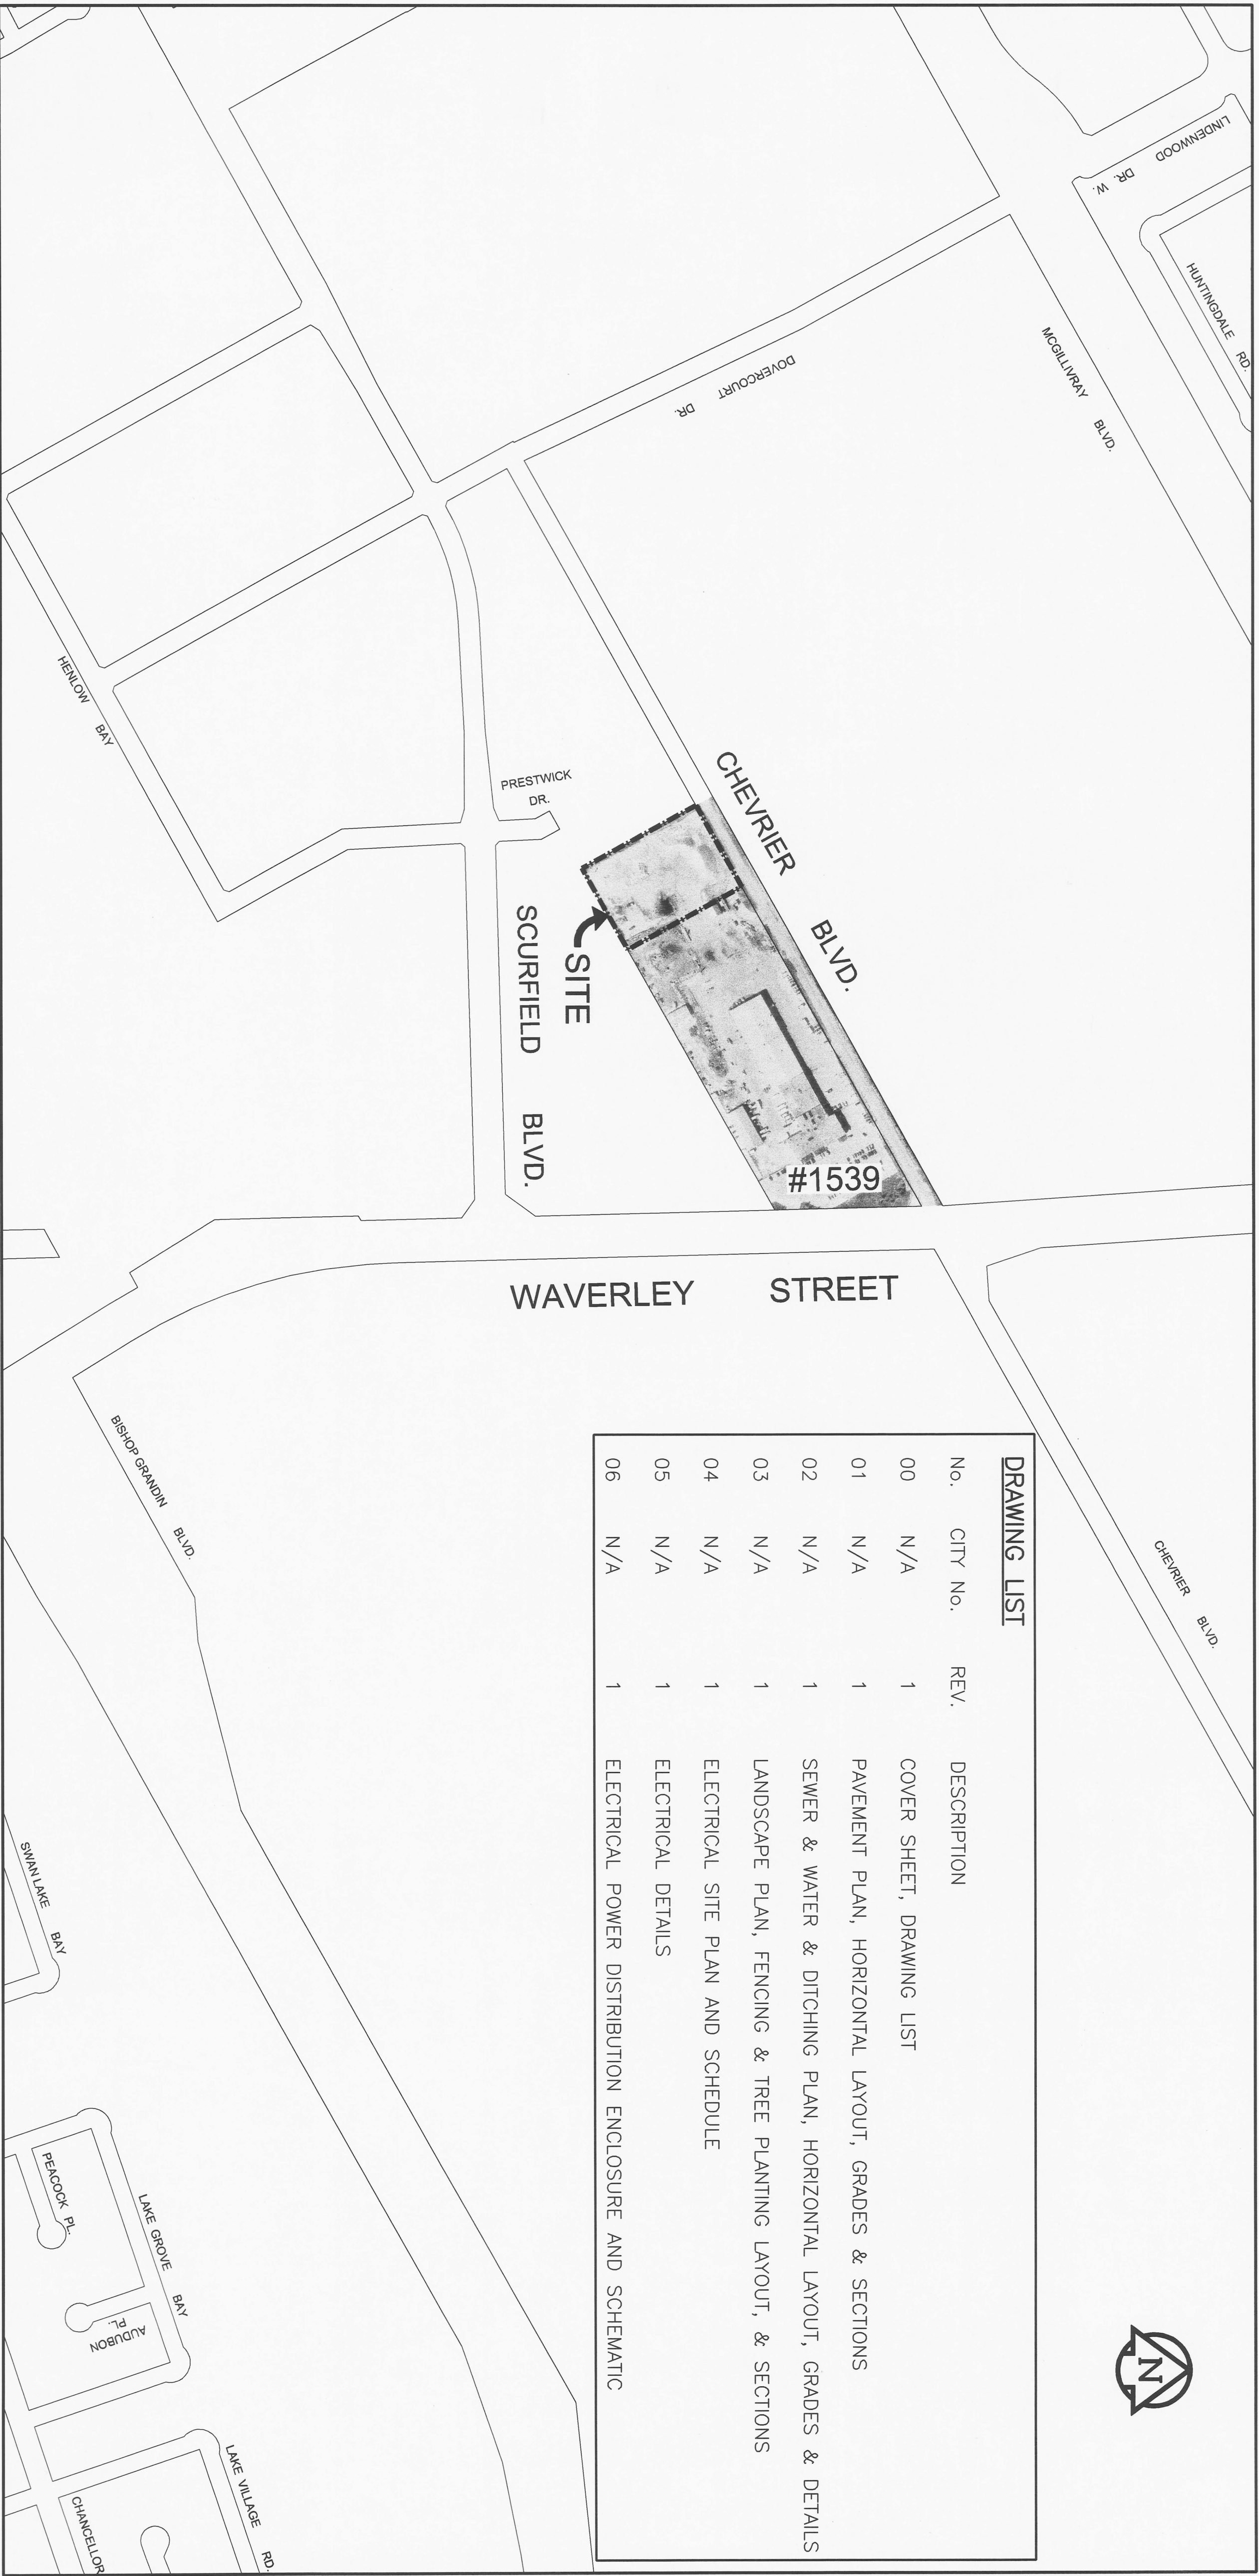 LINDENWOOD DR. W.
HUNTINGDALE RD.
MCGILLIVRAY BLVD.
DOVERCOURT DR.
CHEVRIER BLVD.
HENLOW BAY
PRESTWICK
DR.
SCURFIELD BLVD.
SITE
#1539
WAVERLEY STREET
BISHOP GRANDIN BLVD.
CHEVRIER BLVD.
DRAWING LIST
No. CITY No. REV. DESCRIPTION
00 N/A 1 COVER SHEET, DRAWING LIST
01 N/A 1 PAVEMENT PLAN, HORIZONTAL LAYOUT, GRADES & SECTIONS
02 N/A 1 SEWER & WATER & DITCHING PLAN, HORIZONTAL LAYOUT, GRADES & DETAILS
03 N/A 1 LANDSCAPE PLAN, FENCING & TREE PLANTING LAYOUT, & SECTIONS
04 N/A 1 ELECTRICAL SITE PLAN AND SCHEDULE
05 N/A 1 ELECTRICAL DETAILS
06 N/A 1 ELECTRICAL POWER DISTRIBUTION ENCLOSURE AND SCHEMATIC
N
SWAN LAKE BAY
PEACOCK PL.
LAKE GROVE BAY
AUDUBON
PL.
LAKE VILLAGE RD.
CHANCELLOR